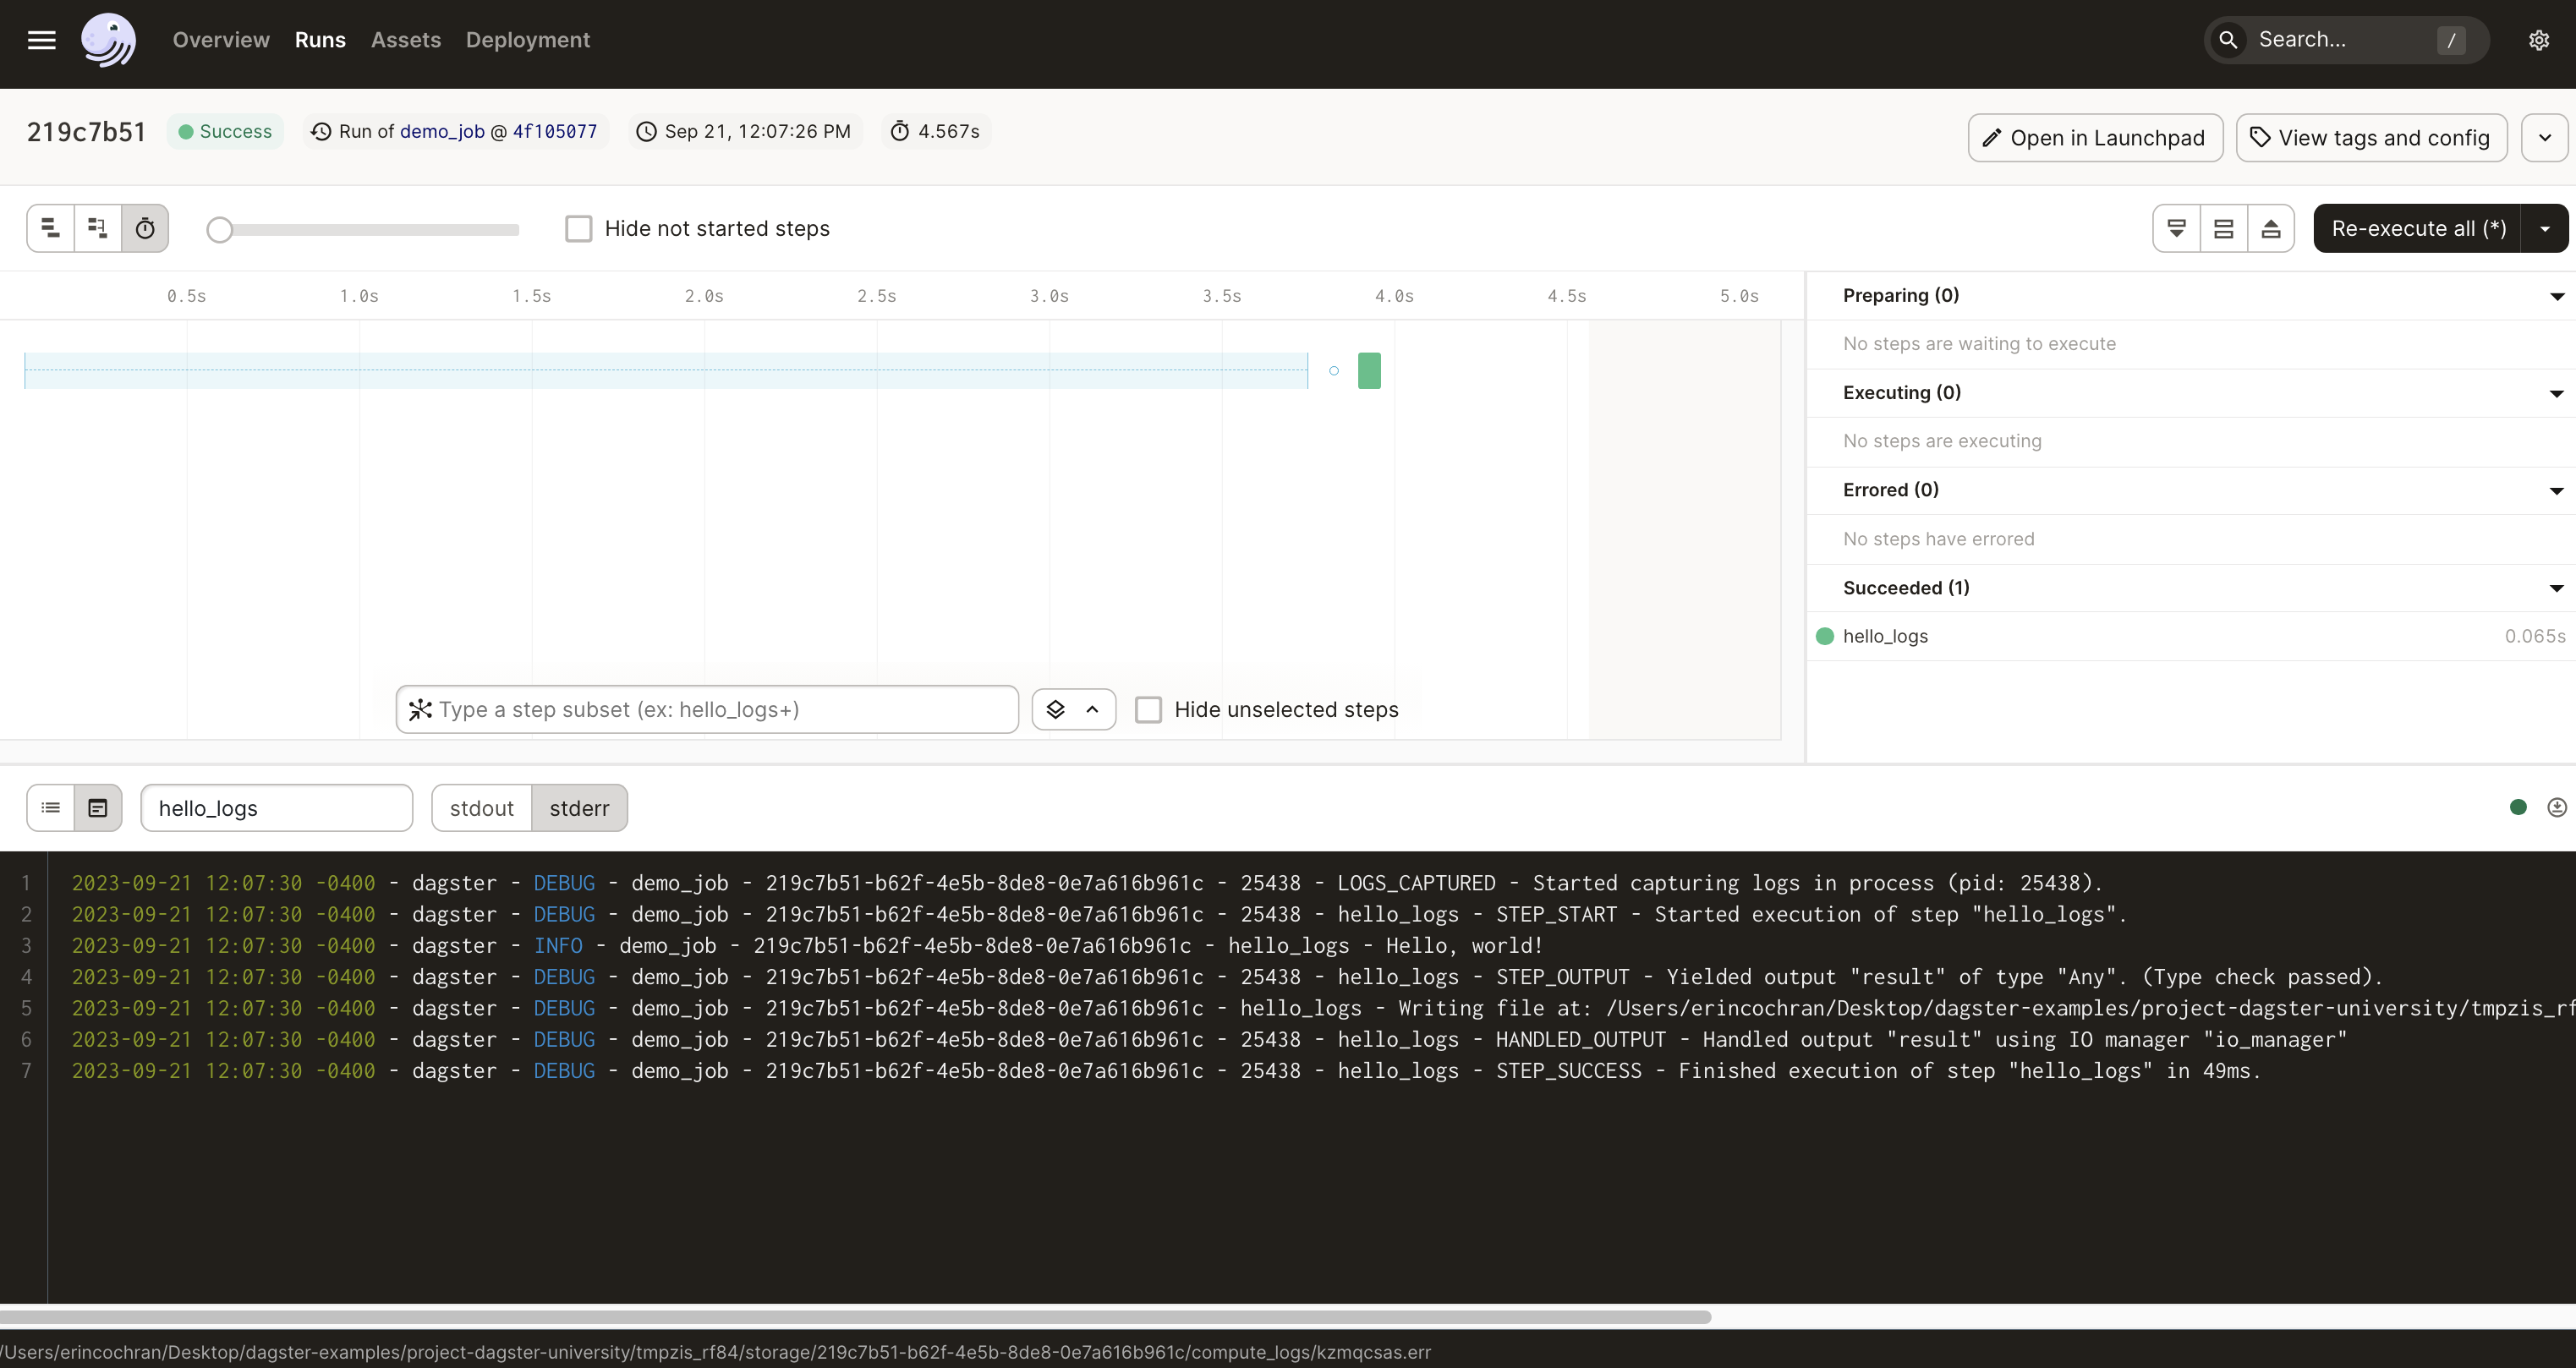 Overview Runs Assets Deployment Search... /
219c7b51 Success Run of demo_job @ 4f105077 Sep 21, 12:07:26 PM 4.567s Open in Launchpad View tags and config
Hide not started steps Re-execute all (*)
0.5s 1.0s 1.5s 2.0s 2.5s 3.0s 3.5s 4.0s 4.5s 5.0s
Preparing (0)
No steps are waiting to execute
Executing (0)
No steps are executing
Errored (0)
No steps have errored
Succeeded (1)
hello_logs 0.065s
Type a step subset (ex: hello_logs+) Hide unselected steps
hello_logs stdout stderr
1 2023-09-21 12:07:30 -0400 - dagster - DEBUG - demo_job - 219c7b51-b62f-4e5b-8de8-0e7a616b961c - 25438 - LOGS_CAPTURED - Started capturing logs in process (pid: 25438).
2 2023-09-21 12:07:30 -0400 - dagster - DEBUG - demo_job - 219c7b51-b62f-4e5b-8de8-0e7a616b961c - 25438 - hello_logs - STEP_START - Started execution of step "hello_logs".
3 2023-09-21 12:07:30 -0400 - dagster - INFO - demo_job - 219c7b51-b62f-4e5b-8de8-0e7a616b961c - hello_logs - Hello, world!
4 2023-09-21 12:07:30 -0400 - dagster - DEBUG - demo_job - 219c7b51-b62f-4e5b-8de8-0e7a616b961c - 25438 - hello_logs - STEP_OUTPUT - Yielded output "result" of type "Any". (Type check passed).
5 2023-09-21 12:07:30 -0400 - dagster - DEBUG - demo_job - 219c7b51-b62f-4e5b-8de8-0e7a616b961c - hello_logs - Writing file at: /Users/erincochran/Desktop/dagster-examples/project-dagster-university/tmpzis_rf
6 2023-09-21 12:07:30 -0400 - dagster - DEBUG - demo_job - 219c7b51-b62f-4e5b-8de8-0e7a616b961c - 25438 - hello_logs - HANDLED_OUTPUT - Handled output "result" using IO manager "io_manager"
7 2023-09-21 12:07:30 -0400 - dagster - DEBUG - demo_job - 219c7b51-b62f-4e5b-8de8-0e7a616b961c - 25438 - hello_logs - STEP_SUCCESS - Finished execution of step "hello_logs" in 49ms.
/Users/erincochran/Desktop/dagster-examples/project-dagster-university/tmpzis_rf84/storage/219c7b51-b62f-4e5b-8de8-0e7a616b961c/compute_logs/kzmqcsas.err